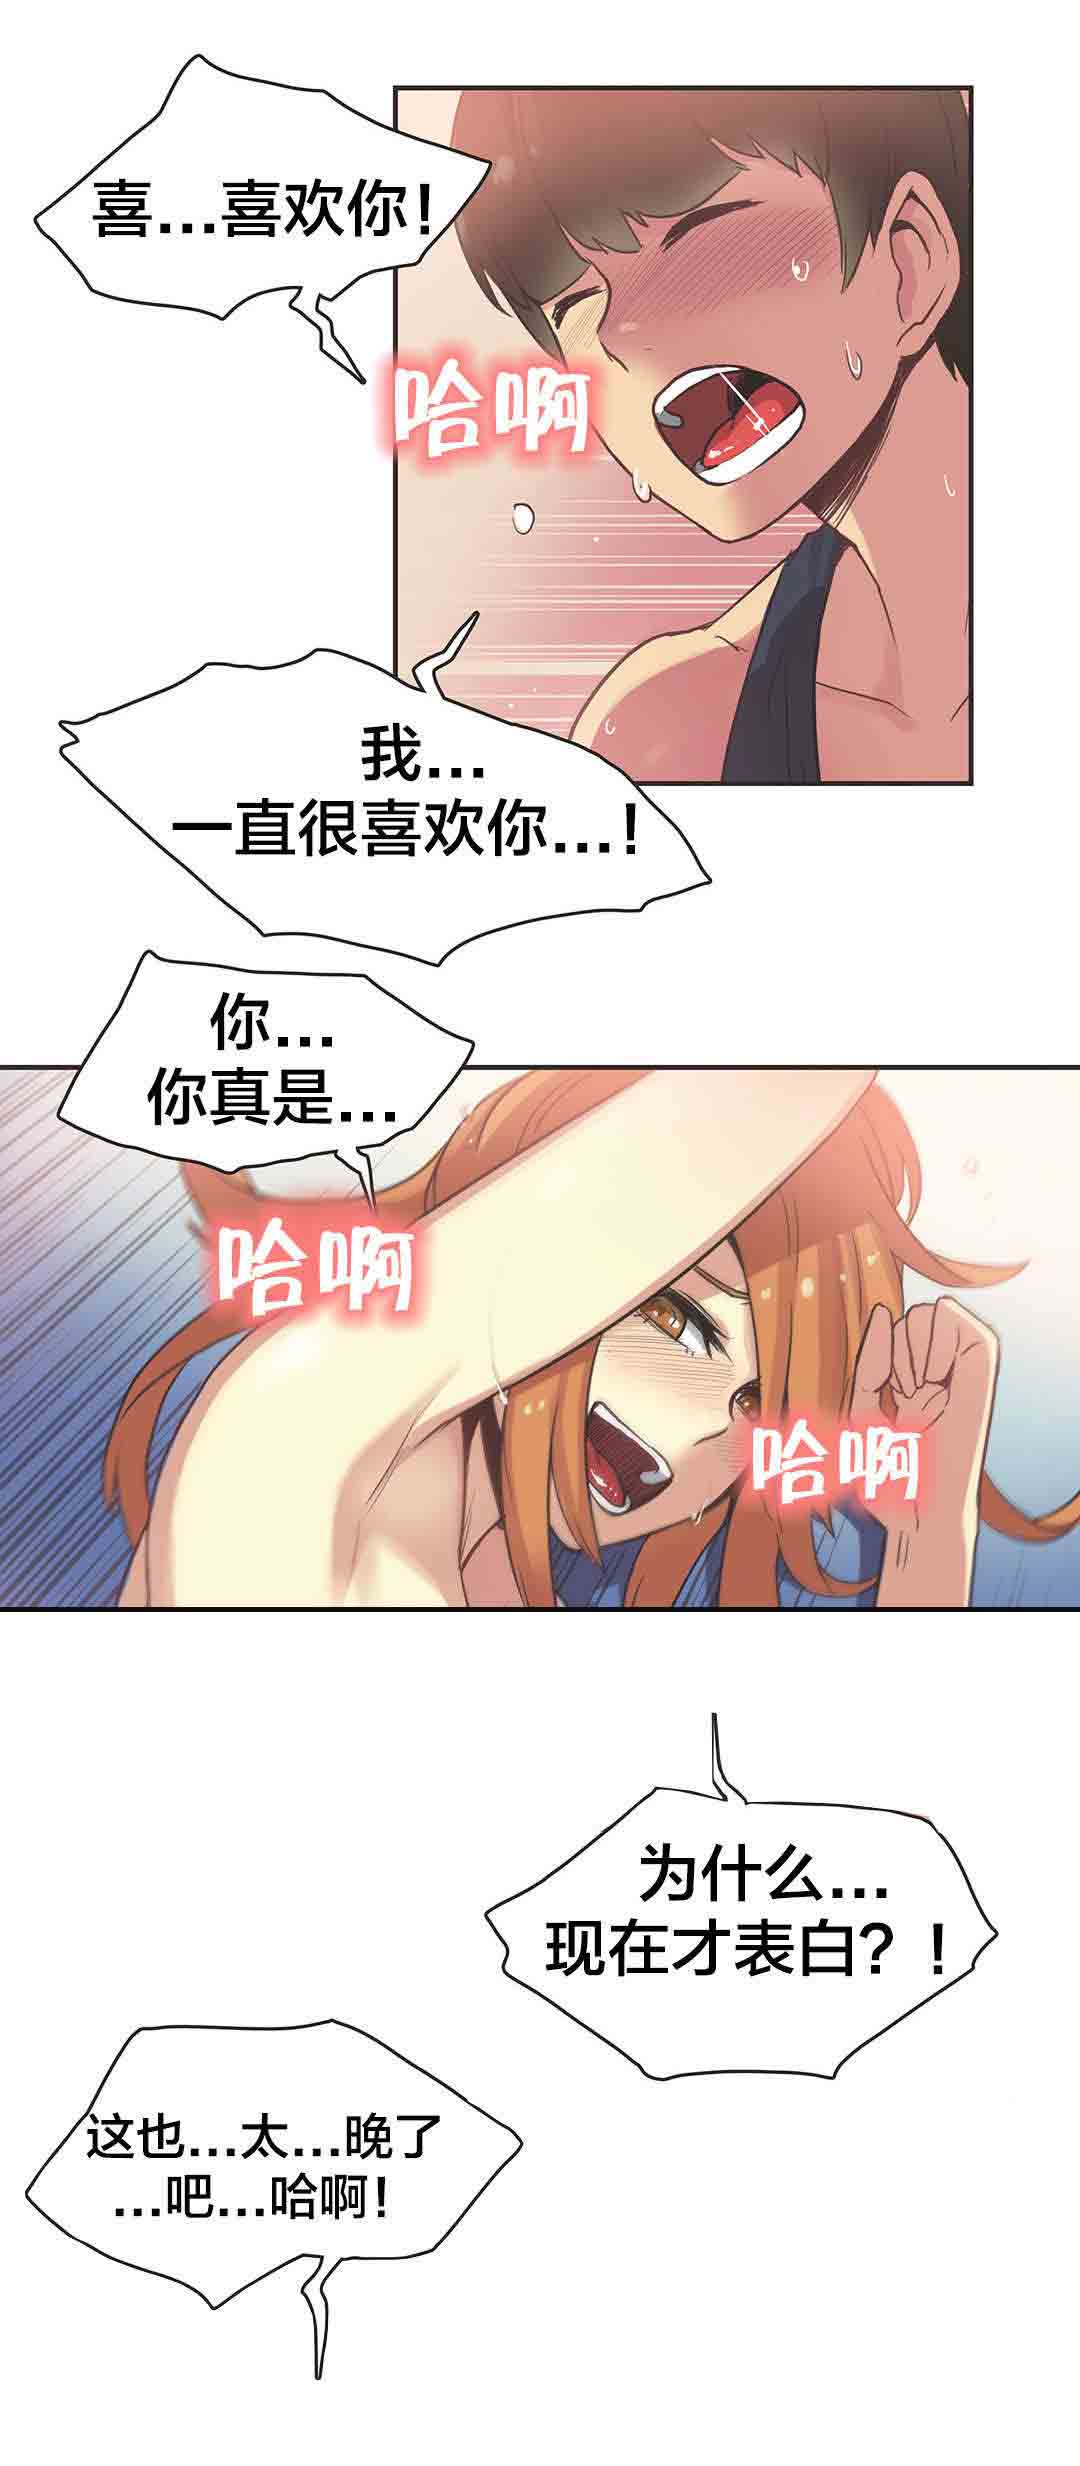 喜…喜欢你！
哈啊
我…
一直很喜欢你…！
你…
你真是…
哈啊
哈啊
为什么…
现在才表白？！
这也…太…晚了
…吧…哈啊！